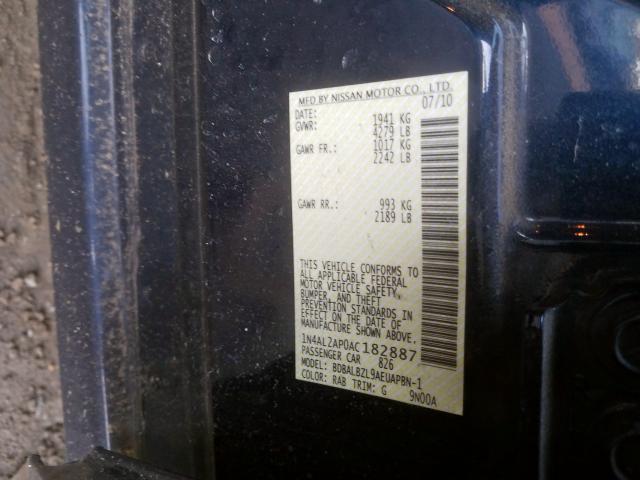 MFD BY NISSAN MOTOR CO., LTD.
DATE: 07/10
GVWR: 1941 KG
4279 LB
GAWR FR.: 1017 KG
2242 LB
GAWR RR.: 993 KG
2189 LB
THIS VEHICLE CONFORMS TO
ALL APPLICABLE FEDERAL
MOTOR VEHICLE SAFETY,
BUMPER, AND THEFT
PREVENTION STANDARDS IN
EFFECT ON THE DATE OF
MANUFACTURE SHOWN ABOVE.
1N4AL2AP0AC182887
PASSENGER CAR 826
MODEL: BDBALBZL9AEUAPBN-1
COLOR: RAB TRIM: G 9N00A